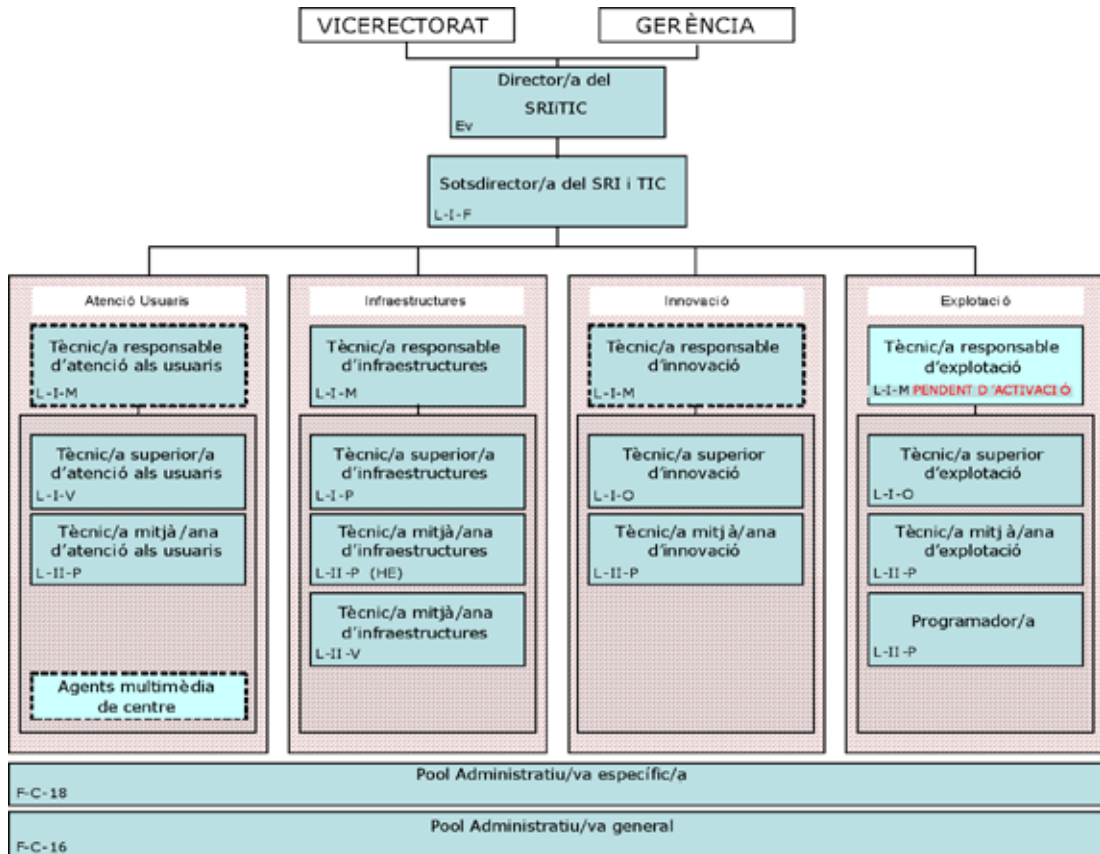 VICERECTORAT
GERÈNCIA
Director/a del
SRIiTIC
Ev
Sotsdirector/a del SRI i TIC
L-I-F
Atenció Usuaris
Tècnic/a responsable
d'atenció als usuaris
L-I-M
Tècnic/a superior/a
d'atenció als usuaris
L-I-V
Tècnic/a mitjà/ana
d'atenció als usuaris
L-II-P
Agents multimèdia
de centre
Infraestructures
Tècnic/a responsable
d'infraestructures
L-I-M
Tècnic/a superior/a
d'infraestructures
L-I-P
Tècnic/a mitjà/ana
d'infraestructures
L-II-P (HE)
Tècnic/a mitjà/ana
d'infraestructures
L-II-V
Innovació
Tècnic/a responsable
d'innovació
L-I-M
Tècnic/a superior
d'innovació
L-I-O
Tècnic/a mitjà/ana
d'innovació
L-II-P
Explotació
Tècnic/a responsable
d'explotació
L-I-M PENDENT D'ACTIVACIÓ
Tècnic/a superior
d'explotació
L-I-O
Tècnic/a mitjà/ana
d'explotació
L-II-P
Programador/a
L-II-P
Pool Administratiu/va específic/a
F-C-18
Pool Administratiu/va general
F-C-16